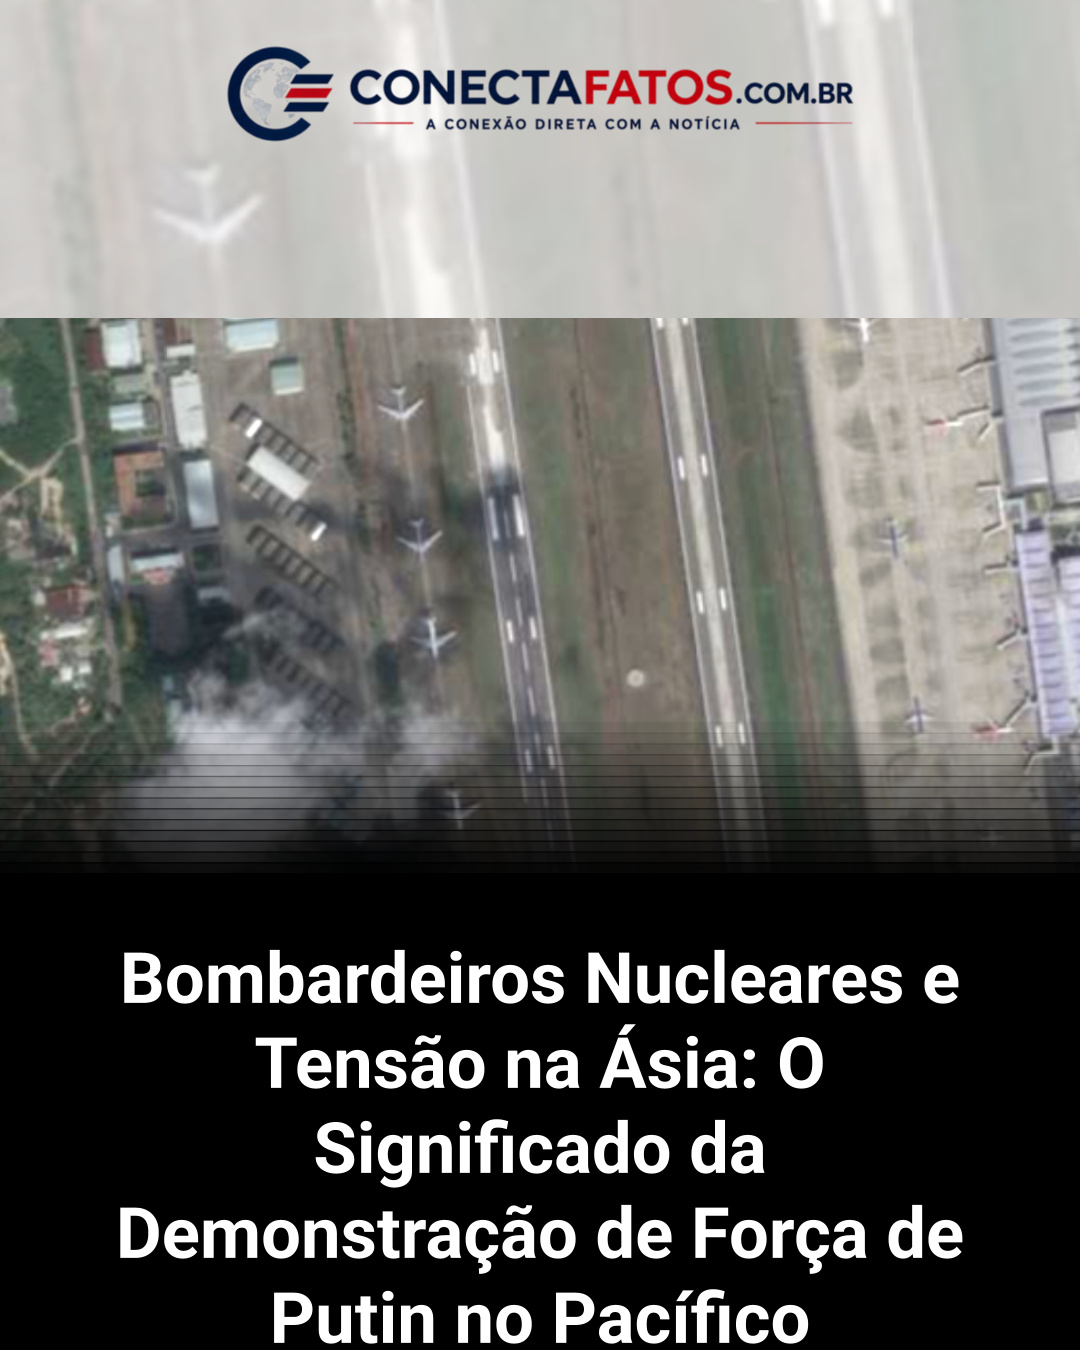 CONECTAFATOS.COM.BR
A CONEXÃO DIRETA COM A NOTÍCIA
Bombardeiros Nucleares e
Tensão na Ásia: O
Significado da
Demonstração de Força de
Putin no Pacífico